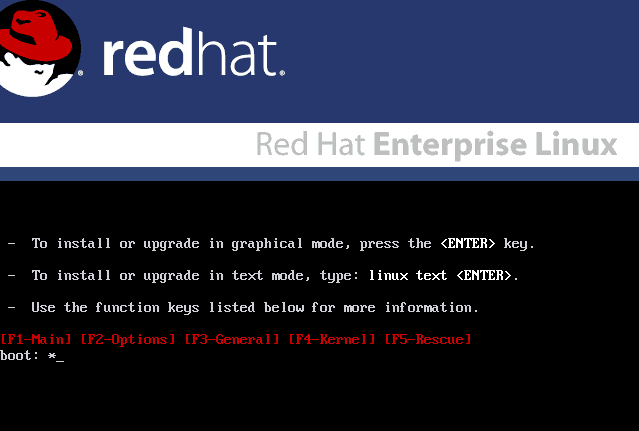 redhat®
Red Hat Enterprise Linux
-  To install or upgrade in graphical mode, press the <ENTER> key.
-  To install or upgrade in text mode, type: linux text <ENTER>.
-  Use the function keys listed below for more information.
[F1-Main] [F2-Options] [F3-General] [F4-Kernel] [F5-Rescue]
boot: *_